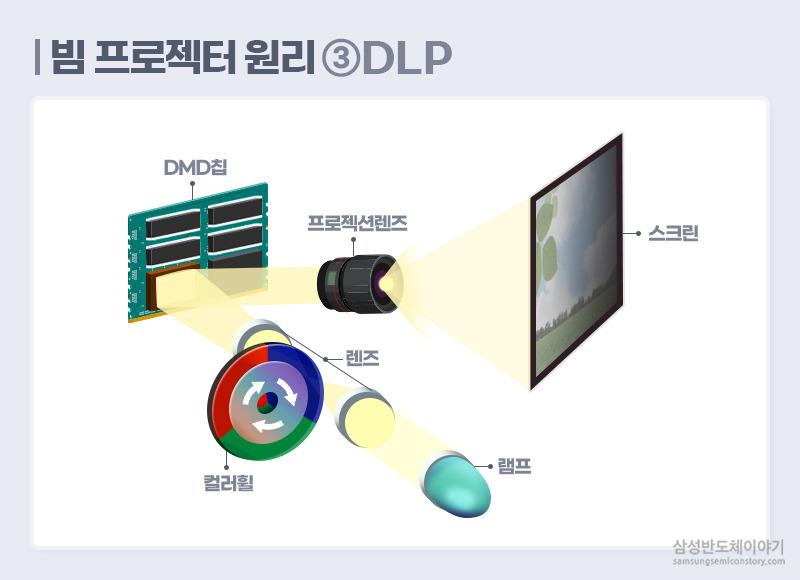 빔 프로젝터 원리 ③DLP
DMD칩
프로젝션렌즈
스크린
렌즈
램프
컬러휠
삼성반도체이야기
samsungsemiconstory.com